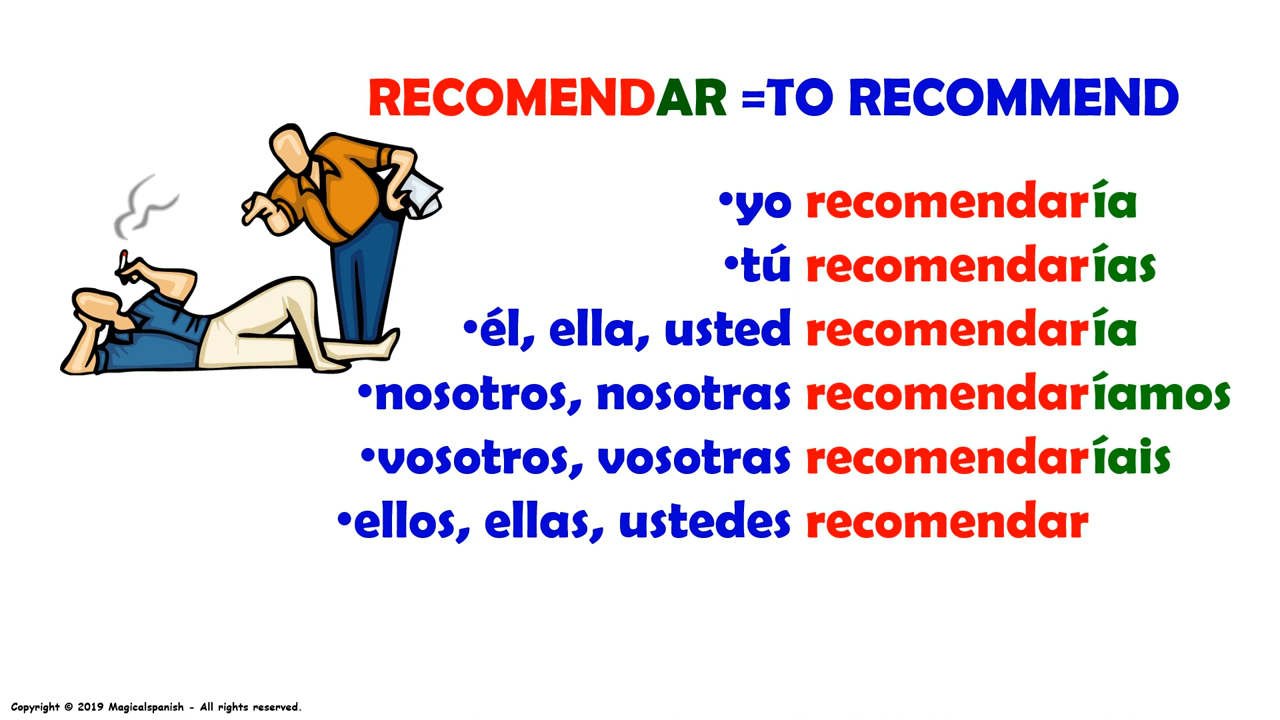 RECOMENDAR =TO RECOMMEND
•yo recomendaría
•tú recomendarías
•él, ella, usted recomendaría
•nosotros, nosotras recomendaríamos
•vosotros, vosotras recomendaríais
•ellos, ellas, ustedes recomendar
Copyright © 2019 Magicalspanish - All rights reserved.